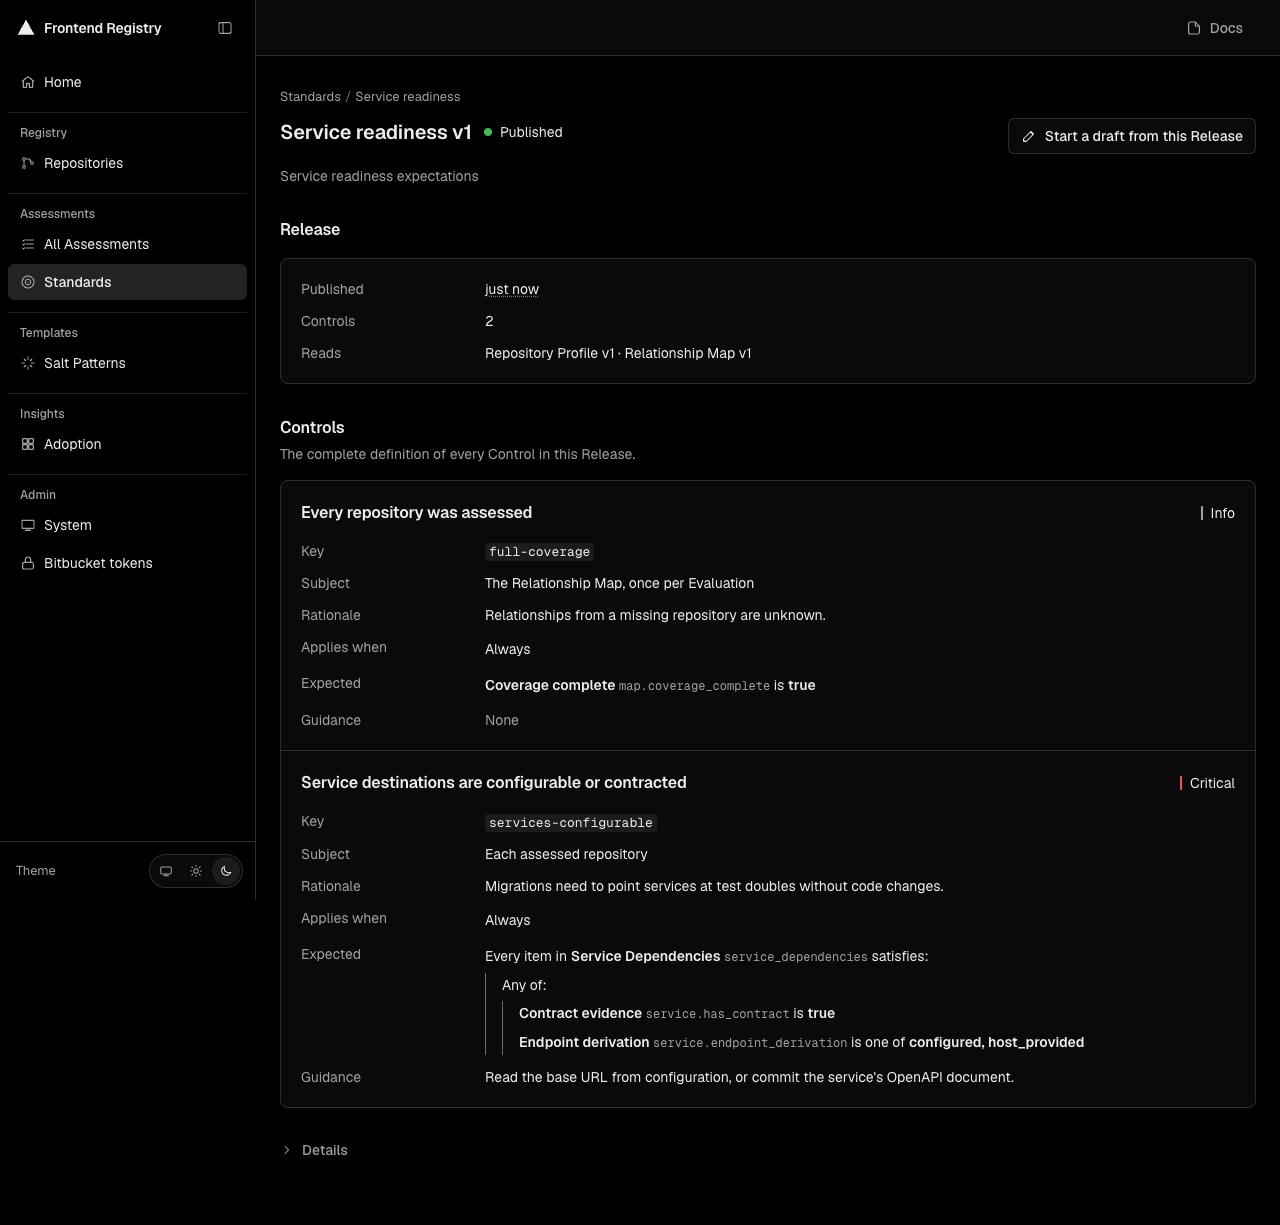 Frontend Registry
Docs
Home
Registry
Repositories
Assessments
All Assessments
Standards
Templates
Salt Patterns
Insights
Adoption
Admin
System
Bitbucket tokens
Theme
Standards / Service readiness
Service readiness v1 Published
Start a draft from this Release
Service readiness expectations
Release
Published just now
Controls 2
Reads Repository Profile v1 · Relationship Map v1
Controls
The complete definition of every Control in this Release.
Every repository was assessed Info
Key full-coverage
Subject The Relationship Map, once per Evaluation
Rationale Relationships from a missing repository are unknown.
Applies when Always
Expected Coverage complete map.coverage_complete is true
Guidance None
Service destinations are configurable or contracted Critical
Key services-configurable
Subject Each assessed repository
Rationale Migrations need to point services at test doubles without code changes.
Applies when Always
Expected Every item in Service Dependencies service_dependencies satisfies:
Any of:
Contract evidence service.has_contract is true
Endpoint derivation service.endpoint_derivation is one of configured, host_provided
Guidance Read the base URL from configuration, or commit the service's OpenAPI document.
Details